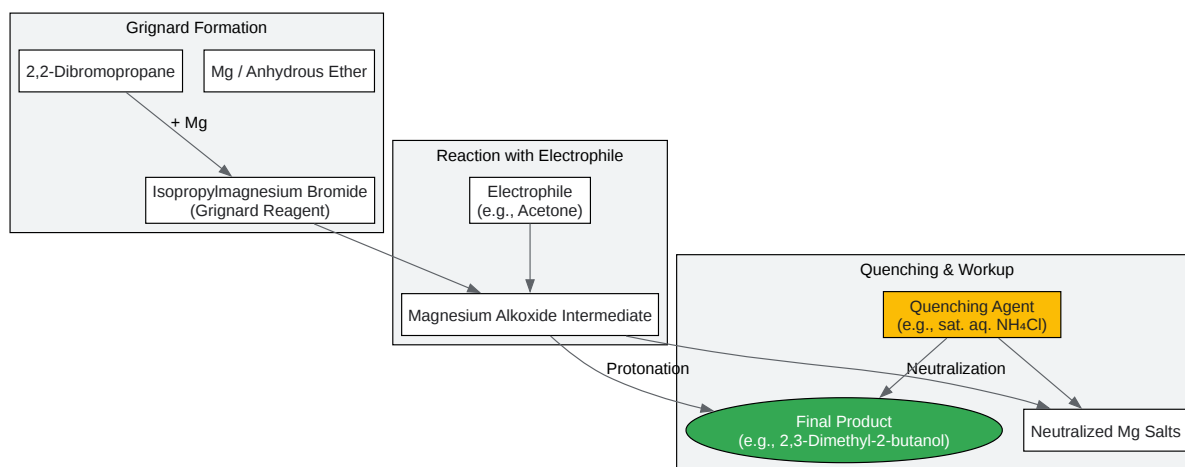 Grignard Formation
2,2-Dibromopropane
Mg / Anhydrous Ether
+ Mg
Isopropylmagnesium Bromide
(Grignard Reagent)
Reaction with Electrophile
Electrophile
(e.g., Acetone)
Magnesium Alkoxide Intermediate
Quenching & Workup
Quenching Agent
(e.g., sat. aq. NH₄Cl)
Protonation
Neutralization
Final Product
(e.g., 2,3-Dimethyl-2-butanol)
Neutralized Mg Salts